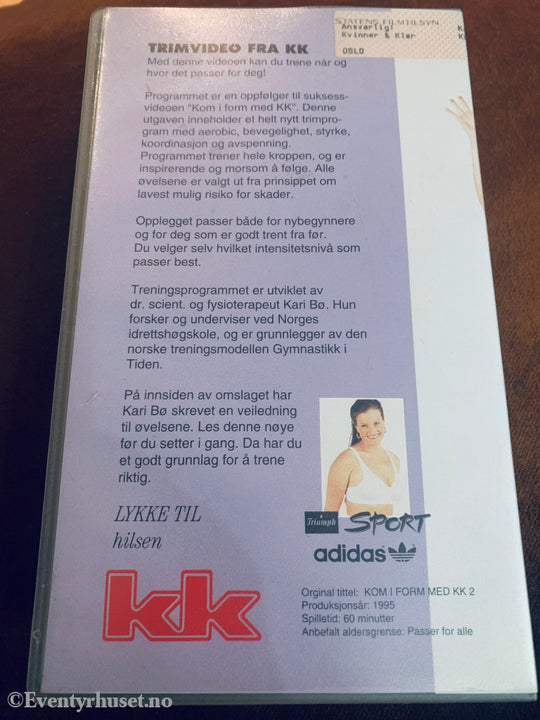 STATENS FILMTILSYN
Ansvarlig:
Kvinner & Klær
OSLO
TRIMVIDEO FRA KK
Med denne videoen kan du trene når og
hvor det passer for deg!
Programmet er en oppfølger til suksess-
videoen "Kom i form med KK". Denne
utgaven inneholder et helt nytt trimpro-
gram med aerobic, bevegelighet, styrke,
koordinasjon og avspenning.
Programmet trener hele kroppen, og er
inspirerende og morsom å følge. Alle
øvelsene er valgt ut fra prinsippet om
lavest mulig risiko for skader.
Opplegget passer både for nybegynnere
og for deg som er godt trent fra før.
Du velger selv hvilket intensitetsnivå som
passer best.
Treningsprogrammet er utviklet av
dr. scient. og fysioterapeut Kari Bø. Hun
forsker og underviser ved Norges
idrettshøgskole, og er grunnlegger av den
norske treningsmodellen Gymnastikk i
Tiden.
På innsiden av omslaget har
Kari Bø skrevet en veiledning
til øvelsene. Les denne nøye
før du setter i gang. Da har du
et godt grunnlag for å trene
riktig.
LYKKE TIL
hilsen
kk
Triumph SPORT
adidas
Orginal tittel: KOM I FORM MED KK 2
Produksjonsår: 1995
Spilletid: 60 minutter
Anbefalt aldersgrense: Passer for alle
©Eventyrhuset.no